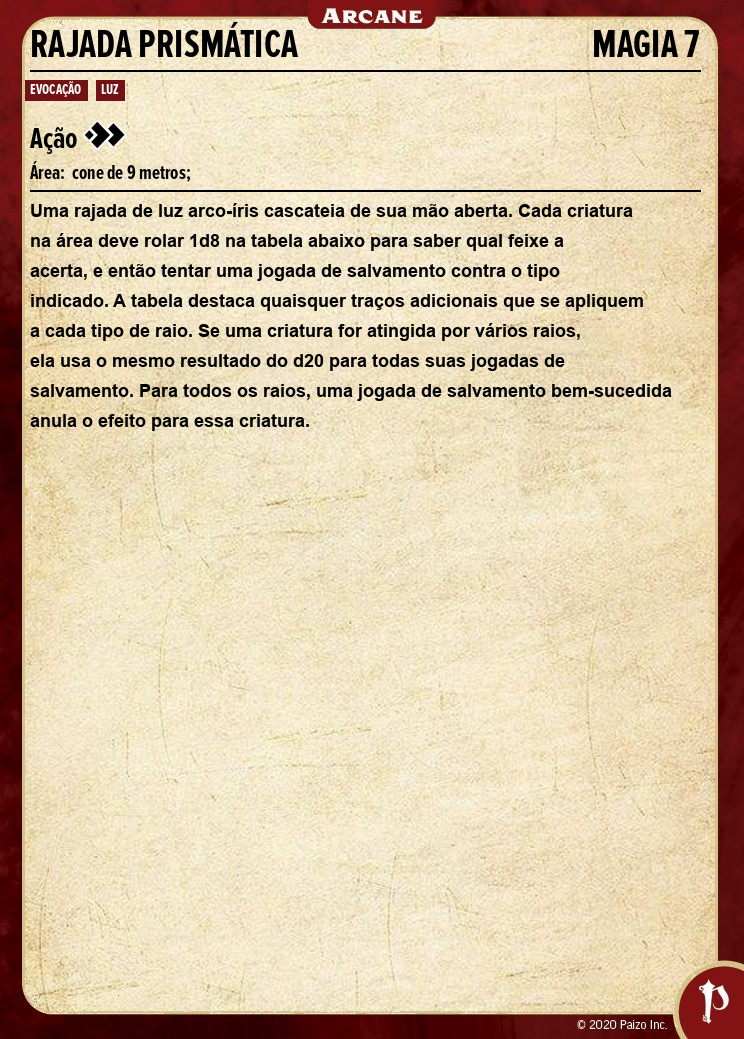 ARCANE
RAJADA PRISMÁTICA MAGIA 7
EVOCAÇÃO LUZ
Ação
Área: cone de 9 metros;
Uma rajada de luz arco-íris cascateia de sua mão aberta. Cada criatura
na área deve rolar 1d8 na tabela abaixo para saber qual feixe a
acerta, e então tentar uma jogada de salvamento contra o tipo
indicado. A tabela destaca quaisquer traços adicionais que se apliquem
a cada tipo de raio. Se uma criatura for atingida por vários raios,
ela usa o mesmo resultado do d20 para todas suas jogadas de
salvamento. Para todos os raios, uma jogada de salvamento bem-sucedida
anula o efeito para essa criatura.
© 2020 Paizo Inc.
P